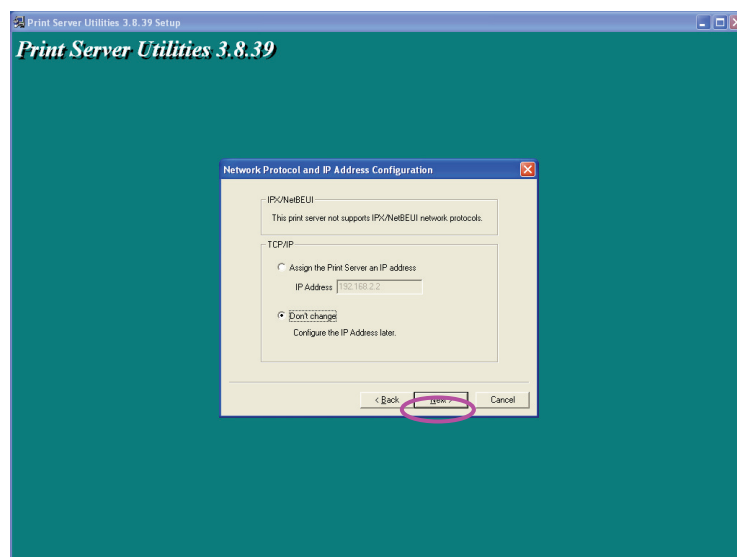 Print Server Utilities 3.8.39 Setup
Print Server Utilities 3.8.39
Network Protocol and IP Address Configuration
IPX/NetBEUI
This print server not supports IPX/NetBEUI network protocols.
TCP/IP
Assign the Print Server an IP address
IP Address 192.168.2.2
Don't change
Configure the IP Address later.
< Back Next > Cancel